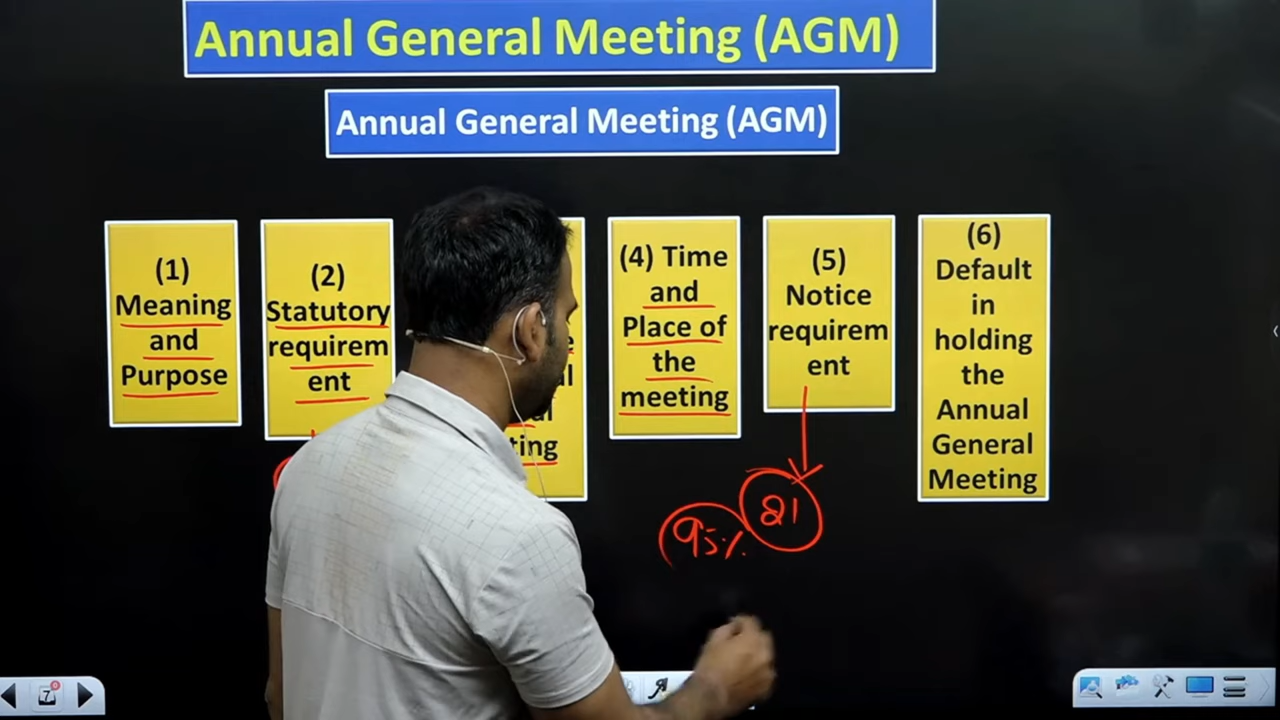 Annual General Meeting (AGM)
Annual General Meeting (AGM)
(1)
Meaning
and
Purpose
(2)
Statutory
requirem
ent
(4) Time
and
Place of
the
meeting
(5)
Notice
requirem
ent
(6)
Default
in
holding
the
Annual
General
Meeting
21
95%
7